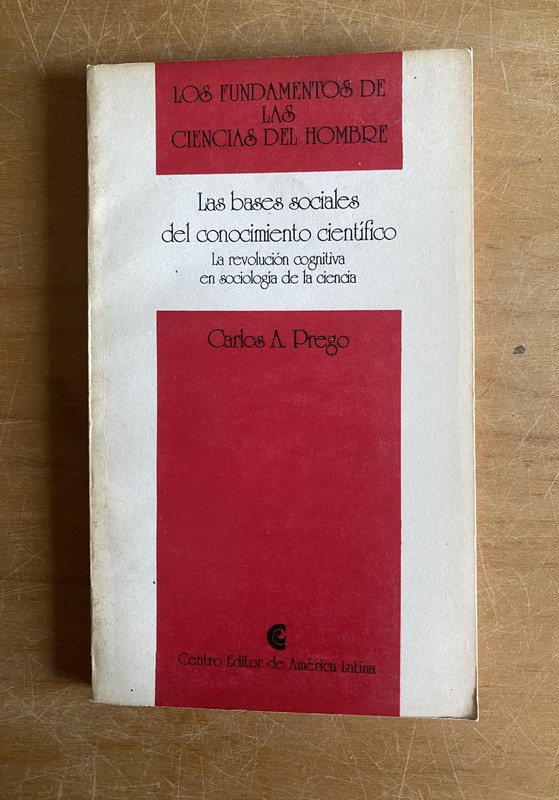 LOS FUNDAMENTOS DE
LAS
CIENCIAS DEL HOMBRE
Las bases sociales
del conocimiento científico
La revolución cognitiva
en sociología de la ciencia
Carlos A. Prego
Centro Editor de América Latina